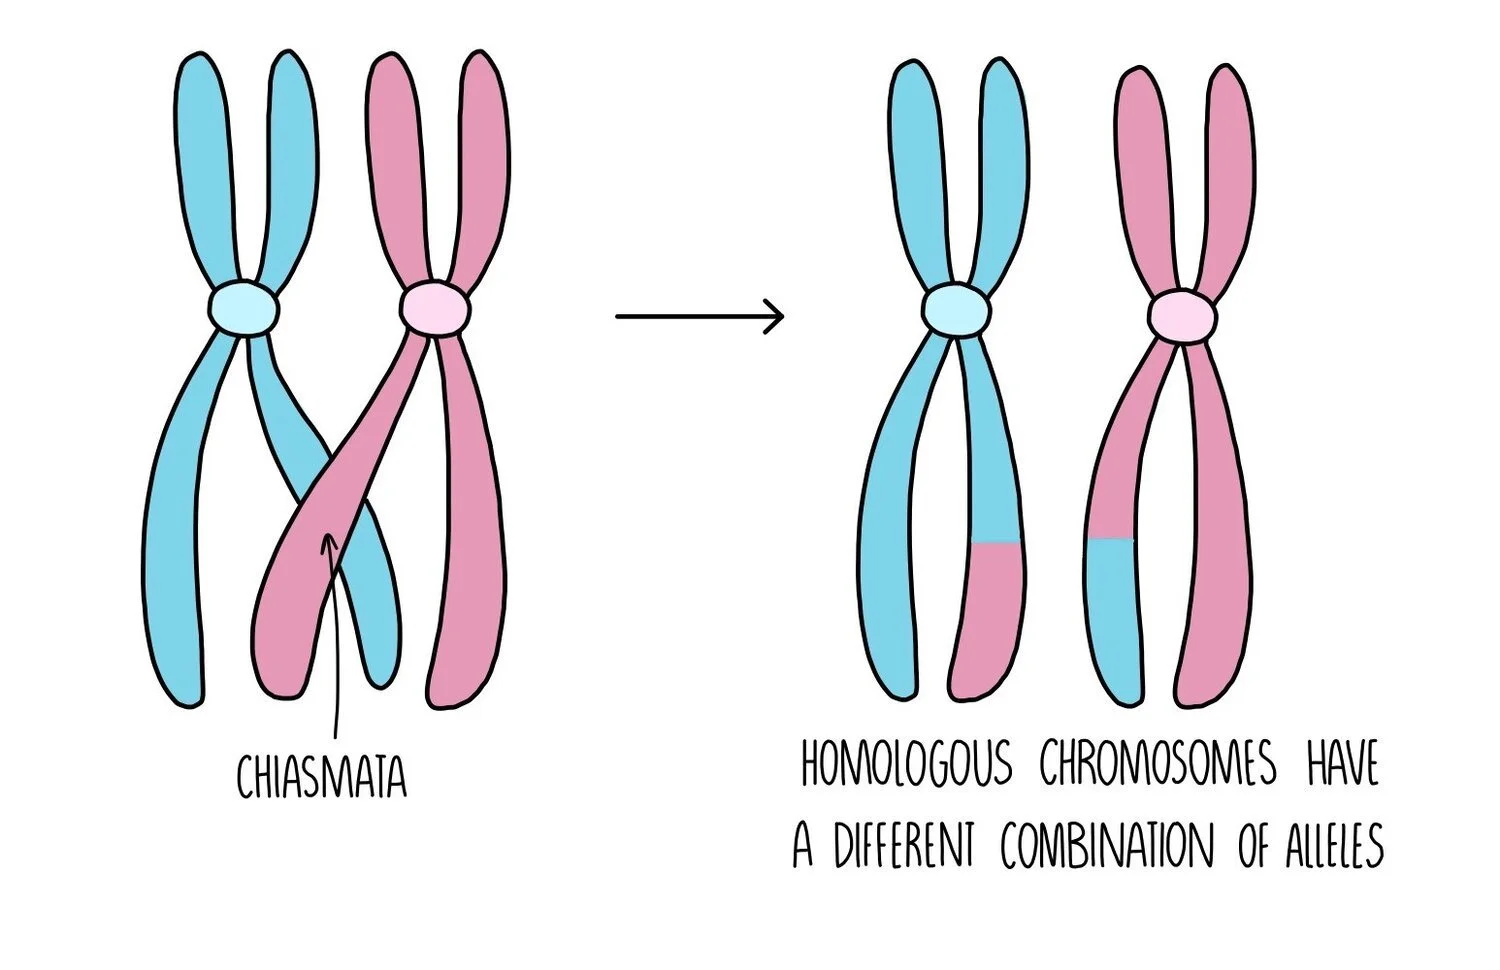 CHIASMATA
HOMOLOGOUS CHROMOSOMES HAVE
A DIFFERENT COMBINATION OF ALLELES